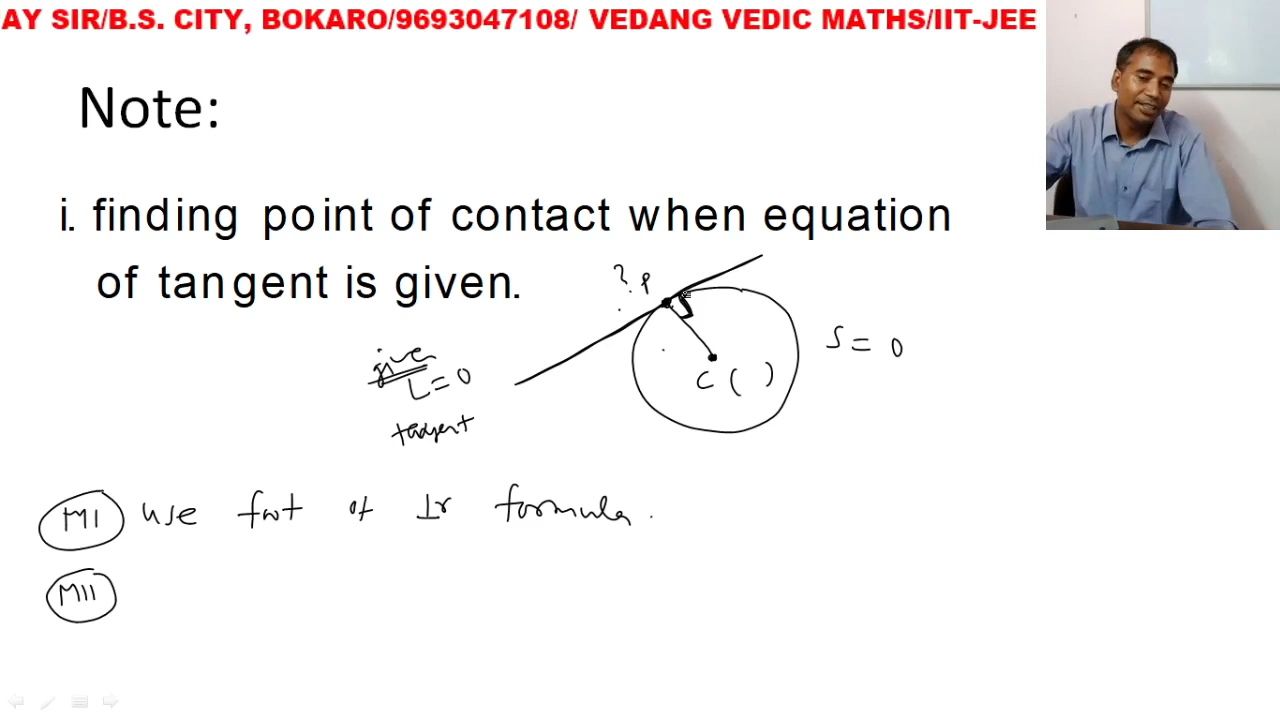 AY SIR/B.S. CITY, BOKARO/9693047108/ VEDANG VEDIC MATHS/IIT-JEE
Note:
i. finding point of contact when equation
of tangent is given.
? P
S = 0
given
L = 0
C ( )
tangent
MI use foot of ⊥r formula.
MII